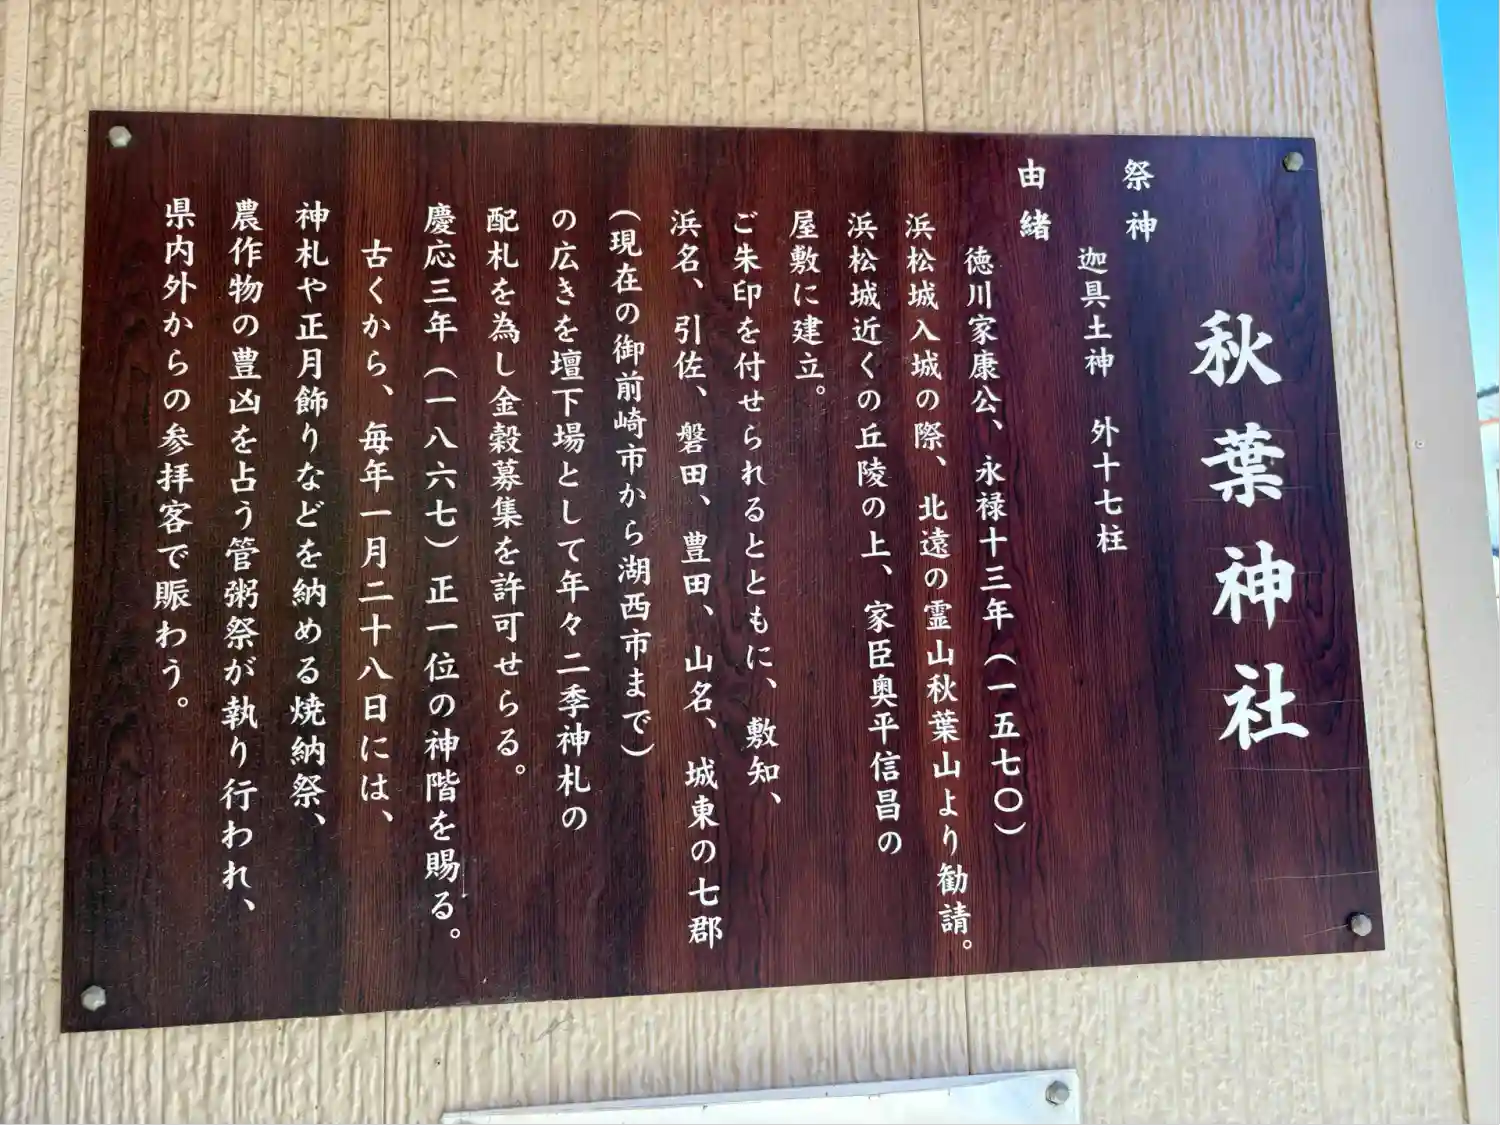 秋葉神社
祭神
迦具土神　外十七柱
由緒
徳川家康公、永禄十三年（一五七〇）
浜松城入城の際、北遠の霊山秋葉山より勧請。
浜松城近くの丘陵の上、家臣奥平信昌の
屋敷に建立。
ご朱印を付せられるとともに、敷知、
浜名、引佐、磐田、豊田、山名、城東の七郡
（現在の御前崎市から湖西市まで）
の広きを壇下場として年々二季神札の
配札を為し金穀募集を許可せらる。
慶応三年（一八六七）正一位の神階を賜る。
古くから、毎年一月二十八日には、
神札や正月飾りなどを納める焼納祭、
農作物の豊凶を占う管粥祭が執り行われ、
県内外からの参拝客で賑わう。